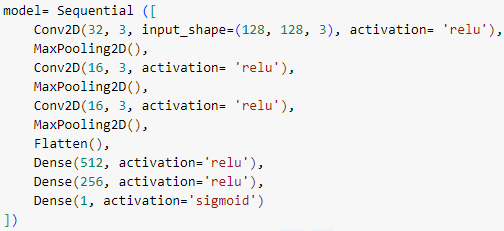 model= Sequential ([
    Conv2D(32, 3, input_shape=(128, 128, 3), activation= 'relu'),
    MaxPooling2D(),
    Conv2D(16, 3, activation= 'relu'),
    MaxPooling2D(),
    Conv2D(16, 3, activation= 'relu'),
    MaxPooling2D(),
    Flatten(),
    Dense(512, activation='relu'),
    Dense(256, activation='relu'),
    Dense(1, activation='sigmoid')
])